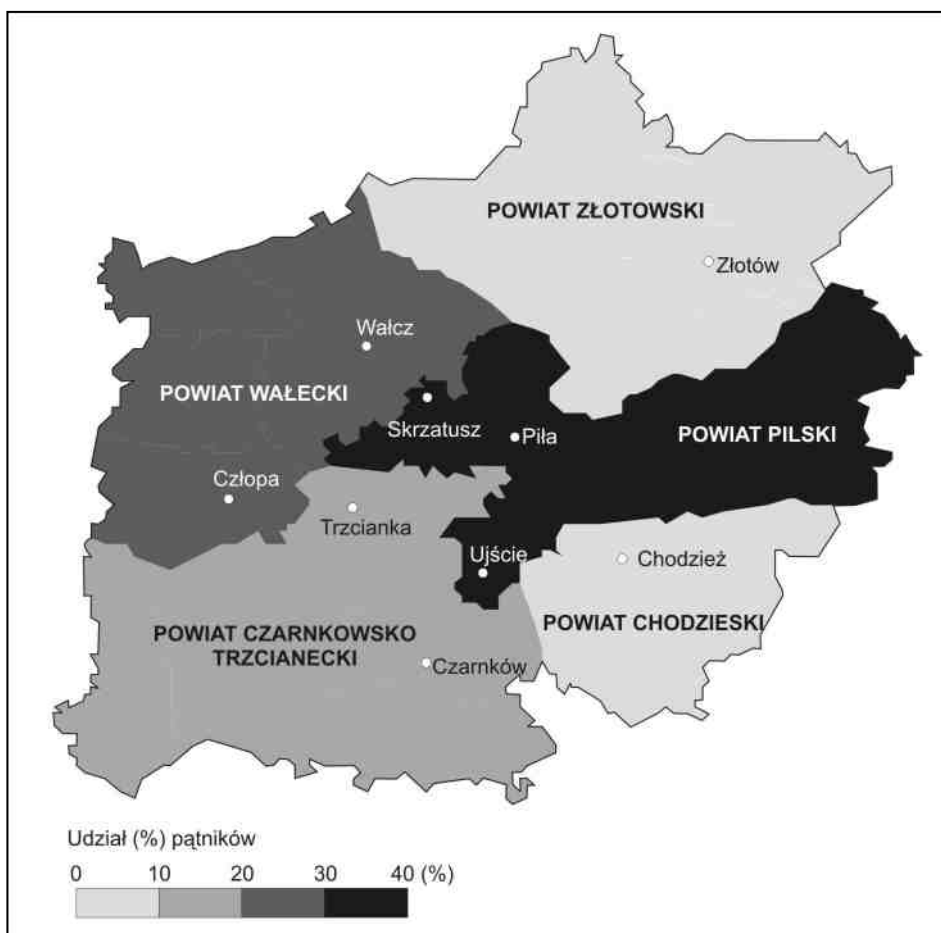 POWIAT ZŁOTOWSKI
Złotów
Wałcz
POWIAT WAŁECKI
Skrzatusz
Piła
POWIAT PILSKI
Człopa
Trzcianka
Ujście
Chodzież
POWIAT CHODZIESKI
POWIAT CZARNKOWSKO
TRZCIANECKI
Czarnków
Udział (%) pątników
0 10 20 30 40 (%)